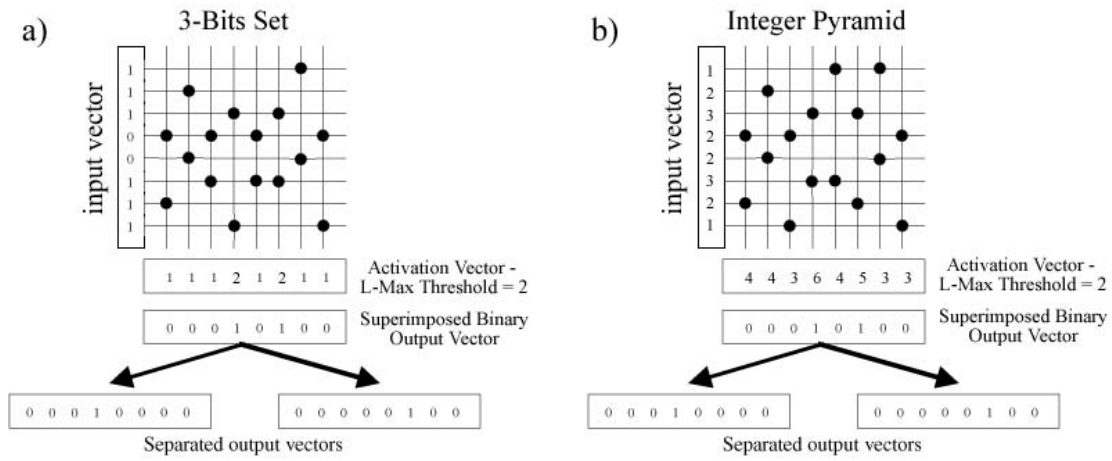 a)
3-Bits Set
input vector
1
1
1
0
0
1
1
1
1 1 1 2 1 2 1 1
Activation Vector -
L-Max Threshold = 2
0 0 0 1 0 1 0 0
Superimposed Binary
Output Vector
0 0 0 1 0 0 0 0
0 0 0 0 0 1 0 0
Separated output vectors
b)
Integer Pyramid
input vector
1
2
3
2
2
3
2
1
4 4 3 6 4 5 3 3
Activation Vector -
L-Max Threshold = 2
0 0 0 1 0 1 0 0
Superimposed Binary
Output Vector
0 0 0 1 0 0 0 0
0 0 0 0 0 1 0 0
Separated output vectors